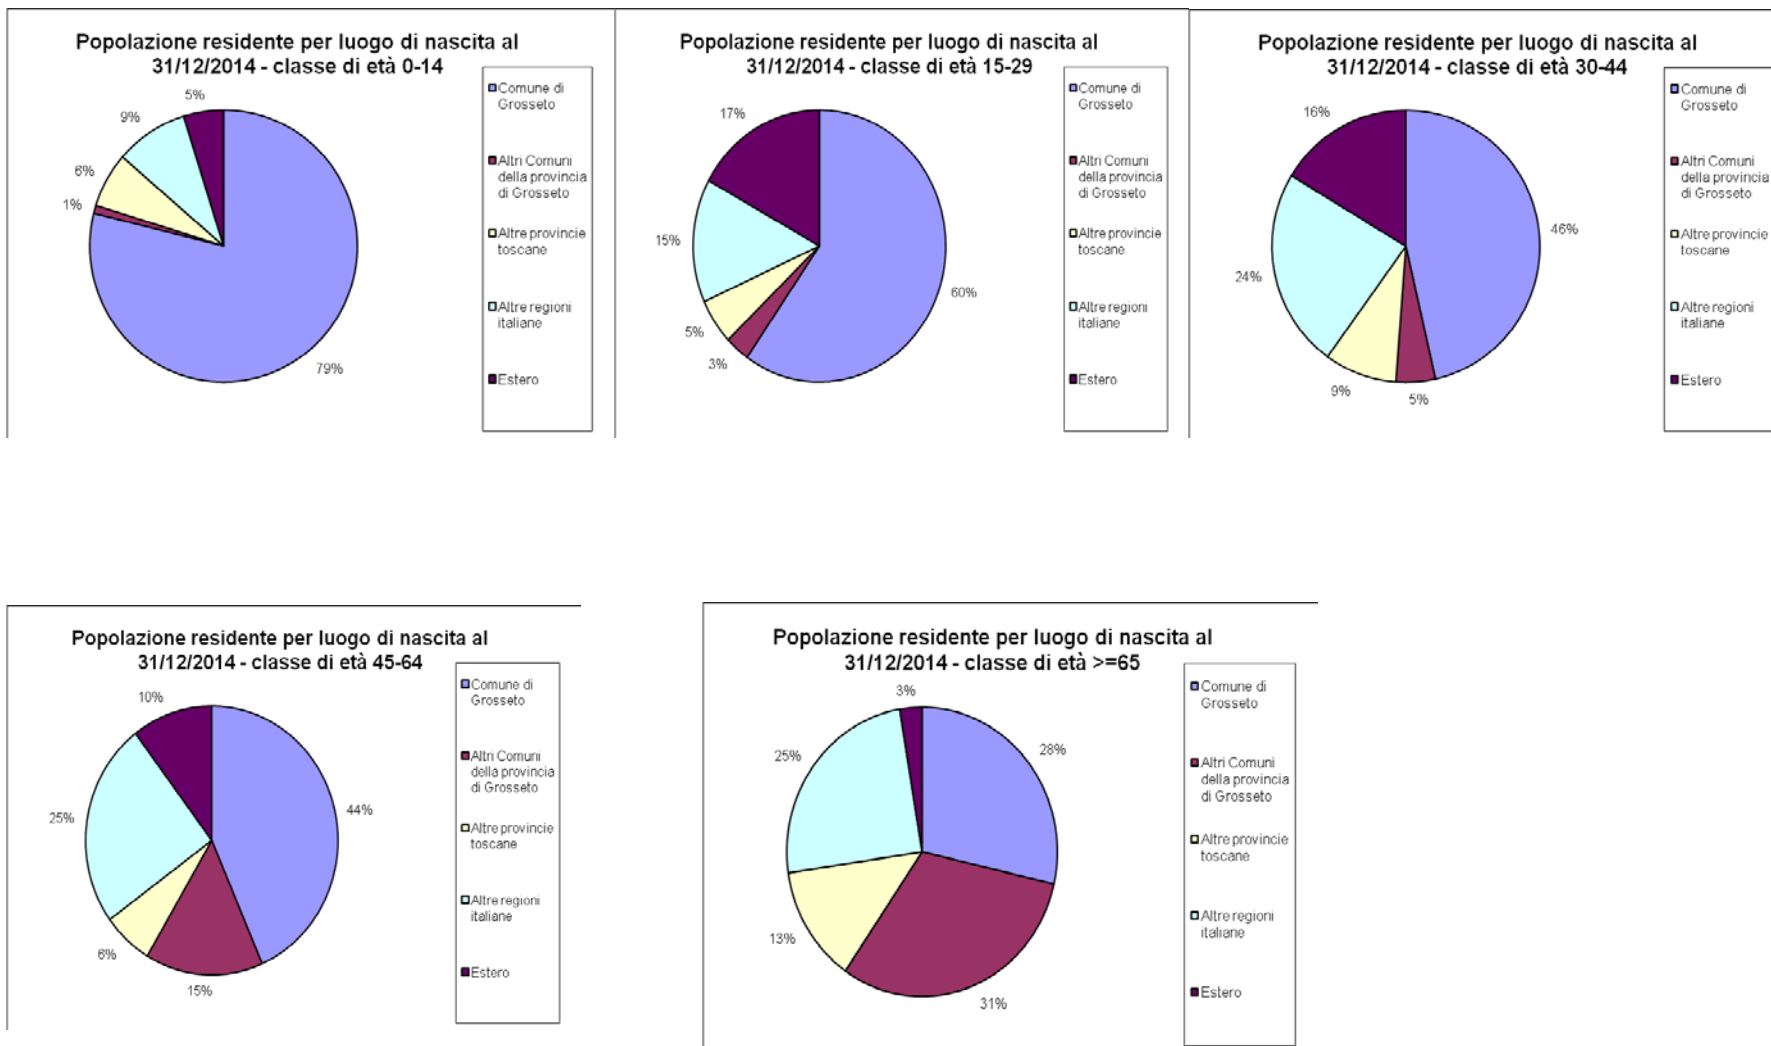 Popolazione residente per luogo di nascita al
31/12/2014 - classe di età 0-14
5%
9%
6%
1%
79%
Comune di
Grosseto
Altri Comuni
della provincia
di Grosseto
Altre provincie
toscane
Altre regioni
italiane
Estero
Popolazione residente per luogo di nascita al
31/12/2014 - classe di età 15-29
17%
15%
5%
3%
60%
Comune di
Grosseto
Altri Comuni
della provincia
di Grosseto
Altre provincie
toscane
Altre regioni
italiane
Estero
Popolazione residente per luogo di nascita al
31/12/2014 - classe di età 30-44
16%
46%
24%
9%
5%
Comune di
Grosseto
Altri Comuni
della provincia
di Grosseto
Altre provincie
toscane
Altre regioni
italiane
Estero
Popolazione residente per luogo di nascita al
31/12/2014 - classe di età 45-64
10%
44%
25%
6%
15%
Comune di
Grosseto
Altri Comuni
della provincia
di Grosseto
Altre provincie
toscane
Altre regioni
italiane
Estero
Popolazione residente per luogo di nascita al
31/12/2014 - classe di età >=65
3%
28%
25%
13%
31%
Comune di
Grosseto
Altri Comuni
della provincia
di Grosseto
Altre provincie
toscane
Altre regioni
italiane
Estero